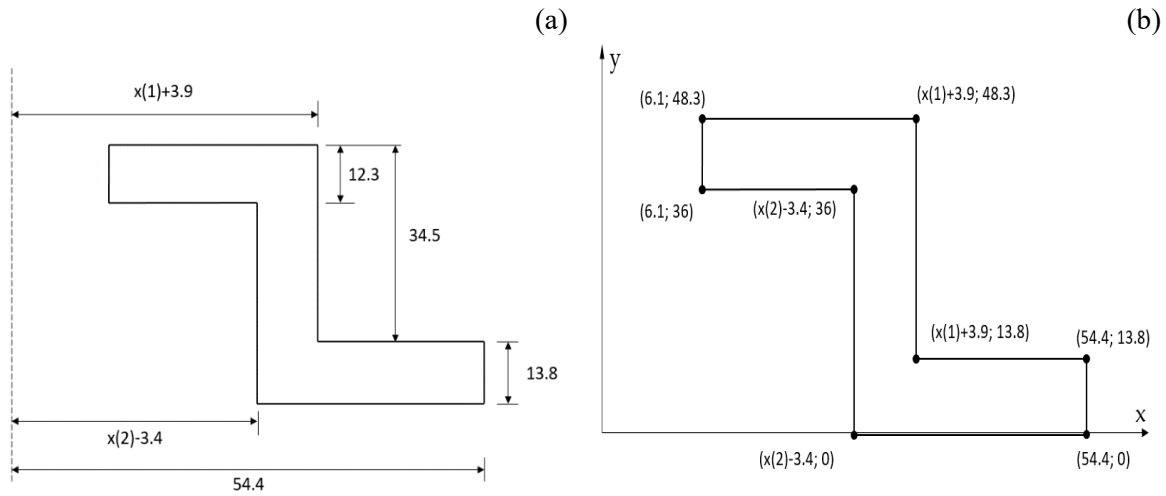 (a)
x(1)+3.9
12.3
34.5
13.8
x(2)-3.4
54.4
(b)
y
(6.1; 48.3)
(x(1)+3.9; 48.3)
(6.1; 36)
(x(2)-3.4; 36)
(x(1)+3.9; 13.8)
(54.4; 13.8)
x
(x(2)-3.4; 0)
(54.4; 0)